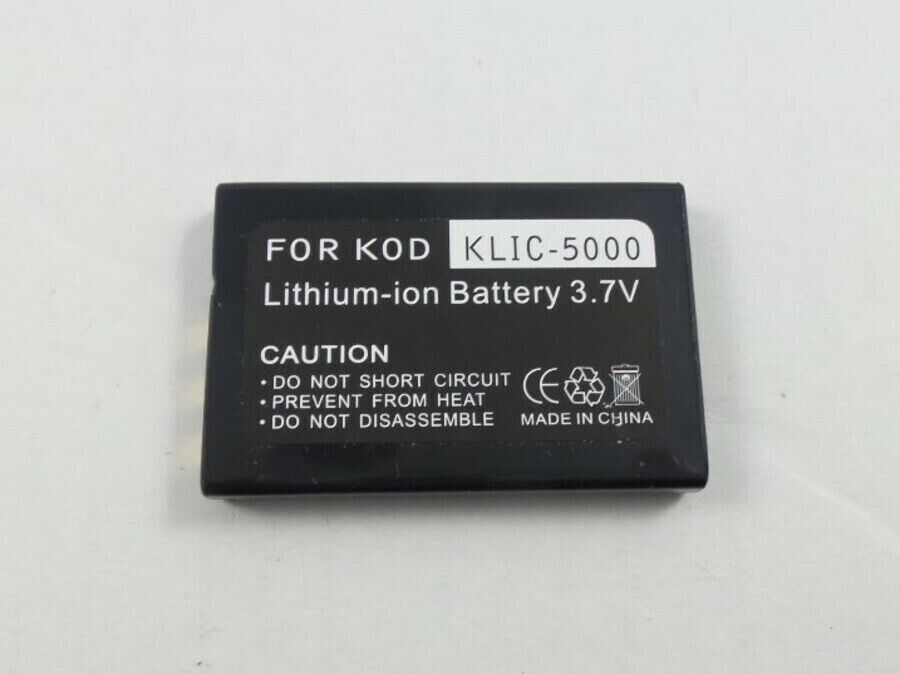 FOR KOD KLIC-5000
Lithium-ion Battery 3.7V
CAUTION
• DO NOT SHORT CIRCUIT
• PREVENT FROM HEAT
• DO NOT DISASSEMBLE
CE
MADE IN CHINA